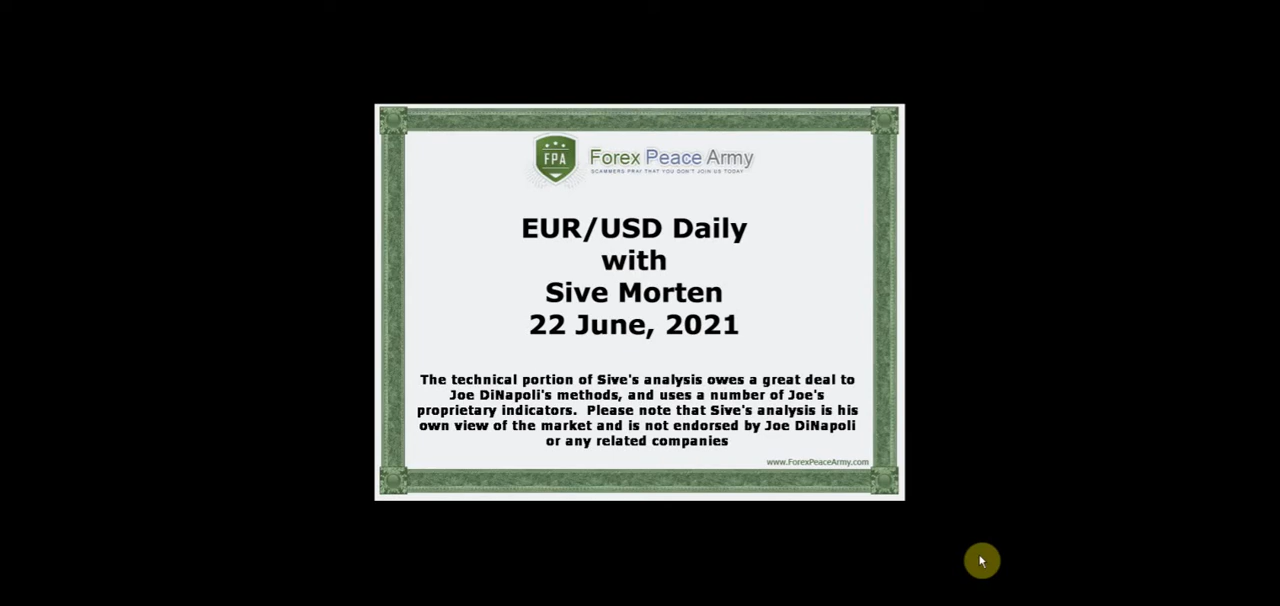 FPA
Forex Peace Army
SCAMMERS PRAY THAT YOU DON'T JOIN US TODAY
EUR/USD Daily
with
Sive Morten
22 June, 2021
The technical portion of Sive's analysis owes a great deal to
Joe DiNapoli's methods, and uses a number of Joe's
proprietary indicators.  Please note that Sive's analysis is his
own view of the market and is not endorsed by Joe DiNapoli
or any related companies
www.ForexPeaceArmy.com